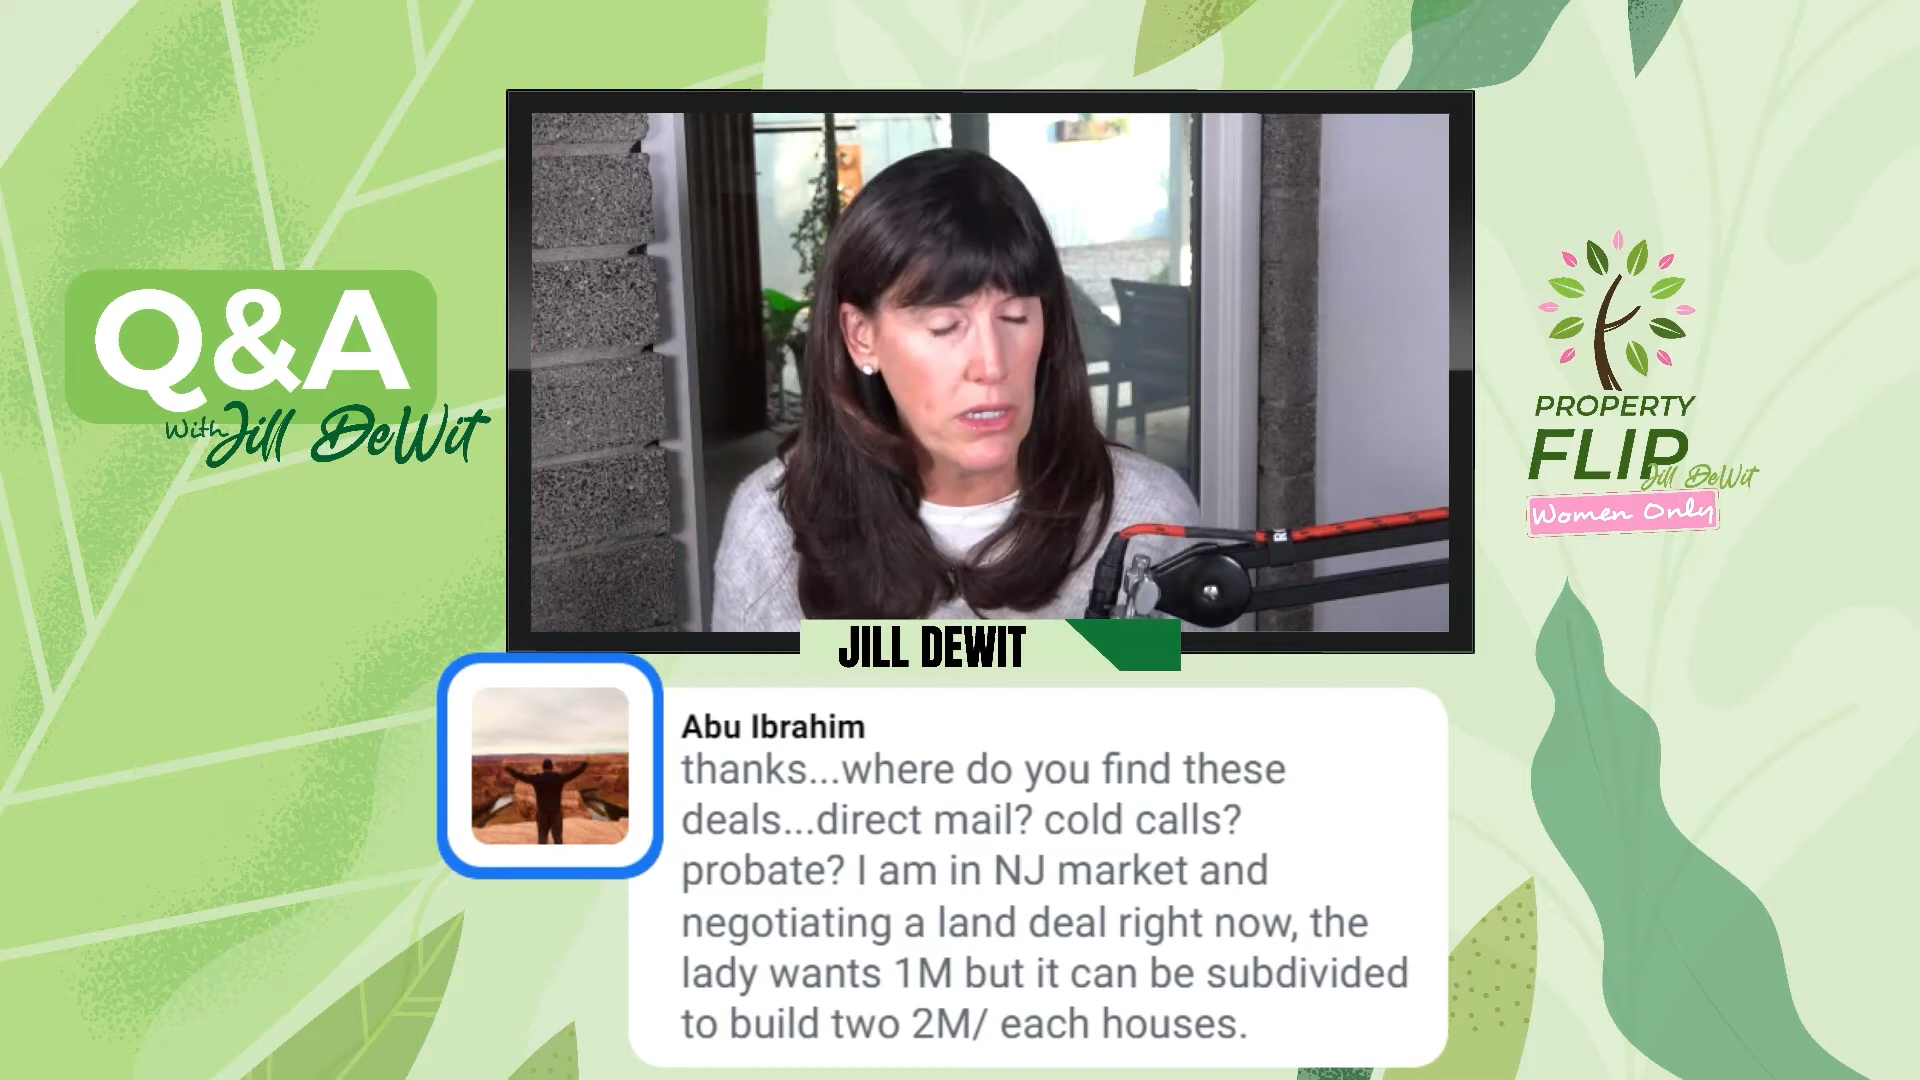 Q&A
With Jill DeWit
PROPERTY
FLIP
Jill DeWit
Women Only
JILL DEWIT
Abu Ibrahim
thanks...where do you find these
deals...direct mail? cold calls?
probate? I am in NJ market and
negotiating a land deal right now, the
lady wants 1M but it can be subdivided
to build two 2M/ each houses.